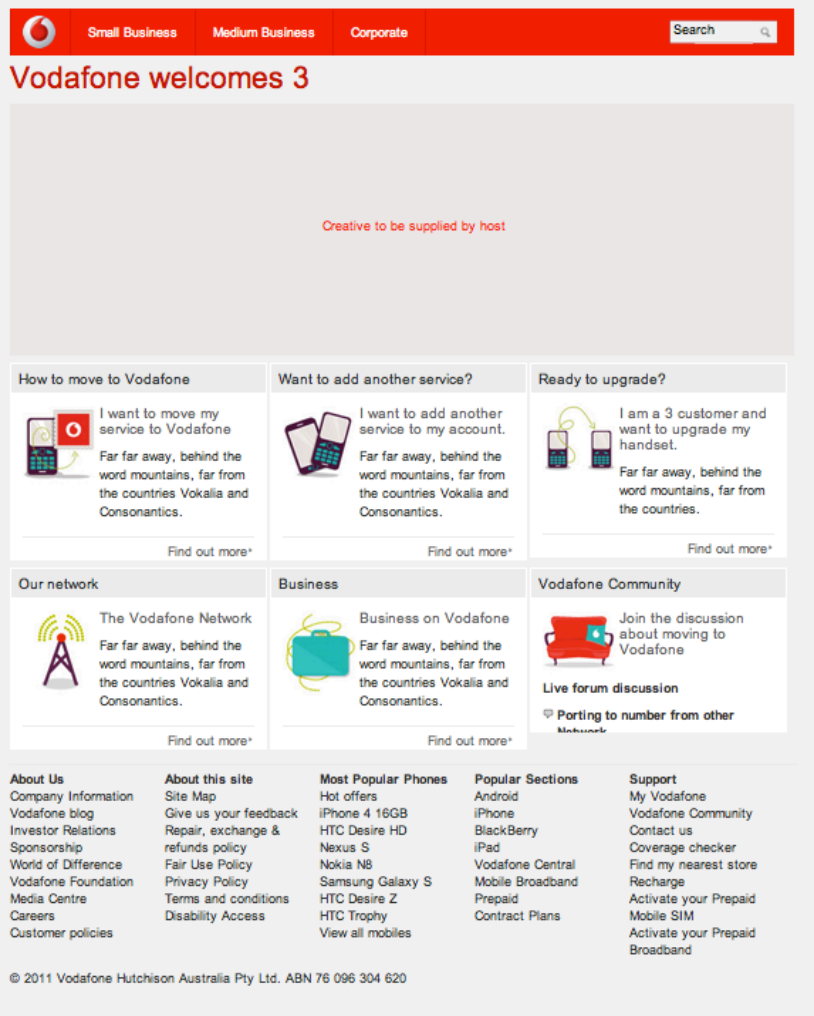 Small Business
Medium Business
Corporate
Search
Vodafone welcomes 3
Creative to be supplied by host
How to move to Vodafone
I want to move my
service to Vodafone
Far far away, behind the
word mountains, far from
the countries Vokalia and
Consonantics.
Find out more
Want to add another service?
I want to add another
service to my account.
Far far away, behind the
word mountains, far from
the countries Vokalia and
Consonantics.
Find out more
Ready to upgrade?
I am a 3 customer and
want to upgrade my
handset.
Far far away, behind the
word mountains, far from
the countries.
Find out more
Our network
The Vodafone Network
Far far away, behind the
word mountains, far from
the countries Vokalia and
Consonantics.
Find out more
Business
Business on Vodafone
Far far away, behind the
word mountains, far from
the countries Vokalia and
Consonantics.
Find out more
Vodafone Community
Join the discussion
about moving to
Vodafone
Live forum discussion
Porting to number from other
Network
About Us
Company Information
Vodafone blog
Investor Relations
Sponsorship
World of Difference
Vodafone Foundation
Media Centre
Careers
Customer policies
About this site
Site Map
Give us your feedback
Repair, exchange &
refunds policy
Fair Use Policy
Privacy Policy
Terms and conditions
Disability Access
Most Popular Phones
Hot offers
iPhone 4 16GB
HTC Desire HD
Nexus S
Nokia N8
Samsung Galaxy S
HTC Desire Z
HTC Trophy
View all mobiles
Popular Sections
Android
iPhone
BlackBerry
iPad
Vodafone Central
Mobile Broadband
Prepaid
Contract Plans
Support
My Vodafone
Vodafone Community
Contact us
Coverage checker
Find my nearest store
Recharge
Activate your Prepaid
Mobile SIM
Activate your Prepaid
Broadband
© 2011 Vodafone Hutchison Australia Pty Ltd. ABN 76 096 304 620